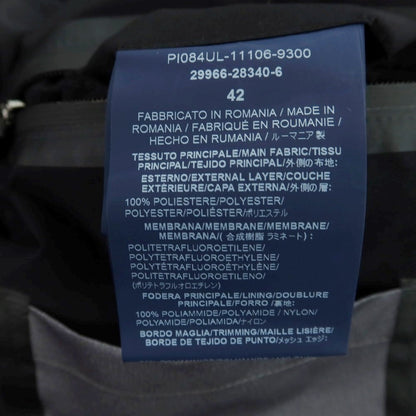 PI084UL-11106-9300
29966-28340-6
42
FABBRICATO IN ROMANIA / MADE IN
ROMANIA / FABRIQUÉ EN ROUMANIE /
HECHO EN RUMANIA / ルーマニア製
TESSUTO PRINCIPALE/MAIN FABRIC/TISSU
PRINCIPAL/TEJIDO PRINCIPAL/外側の布地:
ESTERNO/EXTERNAL LAYER/COUCHE
EXTÉRIEURE/CAPA EXTERNA/外側の層:
100% POLIESTERE/POLYESTER/
POLYESTER/POLIÉSTER/ポリエステル
MEMBRANA/MEMBRANE/MEMBRANE/
MEMBRANA/(合成樹脂 ラミネート):
POLITETRAFLUOROETILENE/
POLYTETRAFLUOROETHYLENE/
POLYTÉTRAFLUOROÉTHYLÈNE/
POLITETRAFLUOROETILENO/
(ポリテトラフルオロエチレン)
FODERA PRINCIPALE/LINING/DOUBLURE
PRINCIPALE/FORRO/裏地:
100% POLIAMMIDE/POLYAMIDE / NYLON/
POLYAMIDE/POLIAMIDA/ナイロン
BORDO MAGLIA/TRIMMING/MAILLE LISIÈRE/
BORDE DE TEJIDO DE PUNTO/メッシュ エッジ: